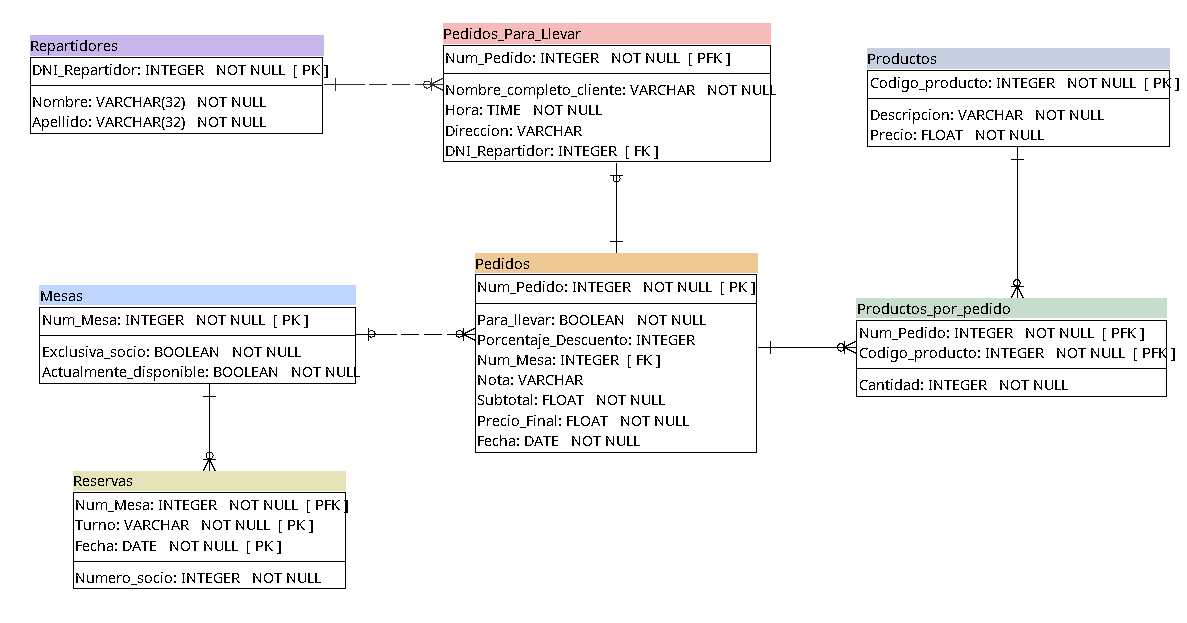 Repartidores
DNI_Repartidor: INTEGER   NOT NULL  [ PK ]
Nombre: VARCHAR(32)   NOT NULL
Apellido: VARCHAR(32)   NOT NULL
Pedidos_Para_Llevar
Num_Pedido: INTEGER   NOT NULL  [ PFK ]
Nombre_completo_cliente: VARCHAR   NOT NULL
Hora: TIME   NOT NULL
Direccion: VARCHAR
DNI_Repartidor: INTEGER  [ FK ]
Productos
Codigo_producto: INTEGER   NOT NULL  [ PK ]
Descripcion: VARCHAR   NOT NULL
Precio: FLOAT   NOT NULL
Mesas
Num_Mesa: INTEGER   NOT NULL  [ PK ]
Exclusiva_socio: BOOLEAN   NOT NULL
Actualmente_disponible: BOOLEAN   NOT NULL
Pedidos
Num_Pedido: INTEGER   NOT NULL  [ PK ]
Para_llevar: BOOLEAN   NOT NULL
Porcentaje_Descuento: INTEGER
Num_Mesa: INTEGER  [ FK ]
Nota: VARCHAR
Subtotal: FLOAT   NOT NULL
Precio_Final: FLOAT   NOT NULL
Fecha: DATE   NOT NULL
Productos_por_pedido
Num_Pedido: INTEGER   NOT NULL  [ PFK ]
Codigo_producto: INTEGER   NOT NULL  [ PFK ]
Cantidad: INTEGER   NOT NULL
Reservas
Num_Mesa: INTEGER   NOT NULL  [ PFK ]
Turno: VARCHAR   NOT NULL  [ PK ]
Fecha: DATE   NOT NULL  [ PK ]
Numero_socio: INTEGER   NOT NULL